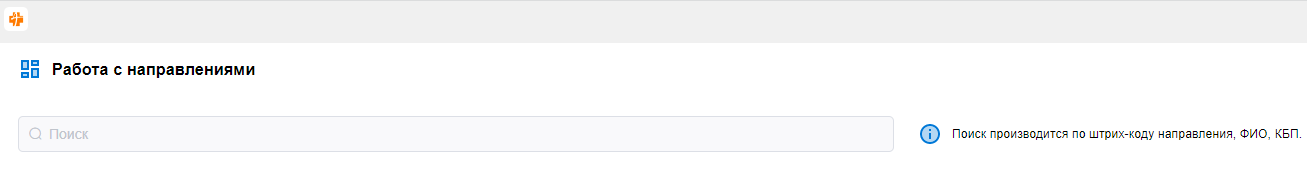 Работа с направлениями
Поиск
Поиск производится по штрих-коду направления, ФИО, КБП.